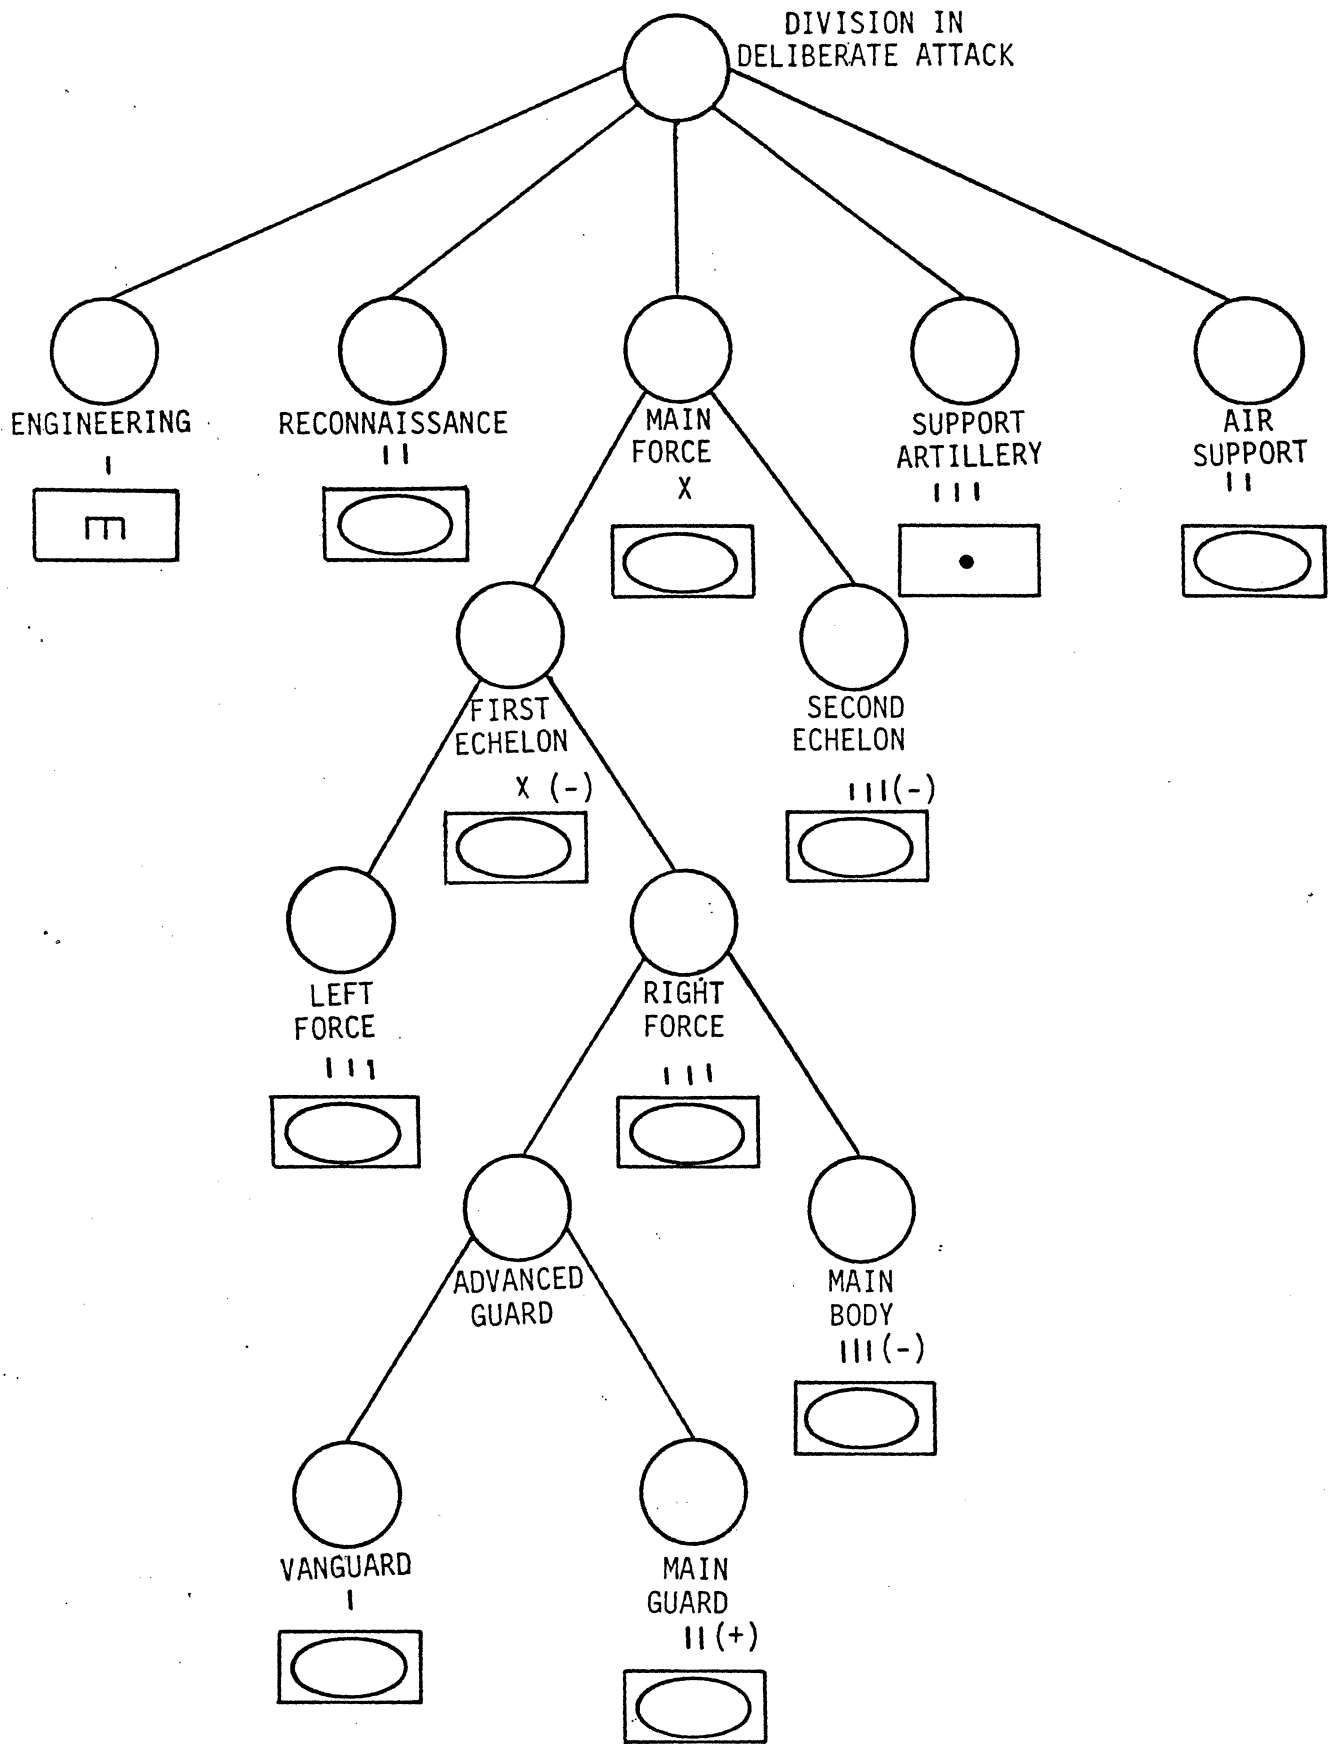 DIVISION IN
DELIBERATE ATTACK
ENGINEERING
I
RECONNAISSANCE
II
MAIN
FORCE
X
SUPPORT
ARTILLERY
III
AIR
SUPPORT
II
FIRST
ECHELON
X (-)
SECOND
ECHELON
III(-)
LEFT
FORCE
III
RIGHT
FORCE
III
ADVANCED
GUARD
MAIN
BODY
III(-)
VANGUARD
I
MAIN
GUARD
II(+)